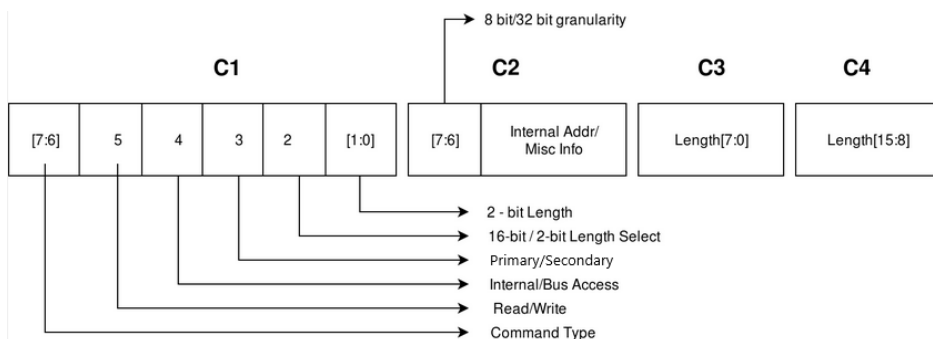 8 bit/32 bit granularity
C1 C2 C3 C4
[7:6] 5 4 3 2 [1:0] [7:6] Internal Addr/ Length[7:0] Length[15:8]
Misc Info
2 - bit Length
16-bit / 2-bit Length Select
Primary/Secondary
Internal/Bus Access
Read/Write
Command Type